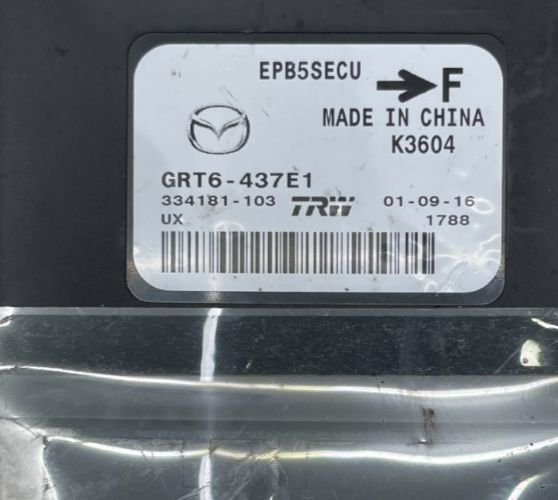 EPB5SECU → F
MADE IN CHINA
K3604
GRT6-437E1
334181-103 TRW 01-09-16
UX 1788